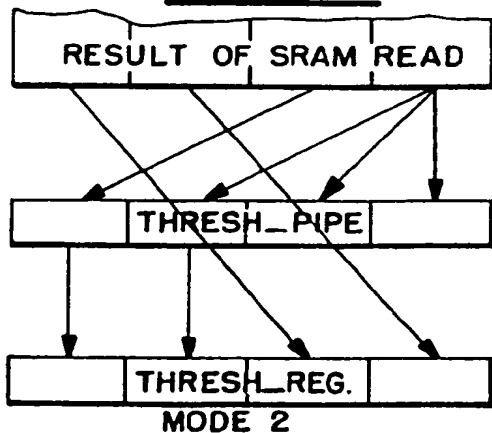 RESULT OF SRAM READ
THRESH_PIPE
THRESH_REG.
MODE 2